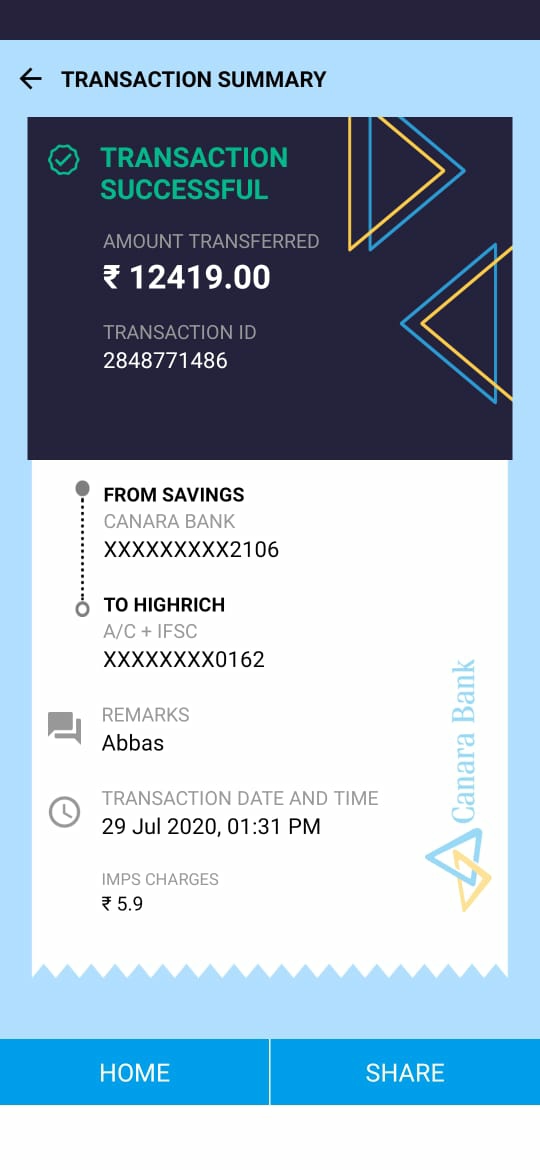 TRANSACTION SUMMARY
TRANSACTION
SUCCESSFUL
AMOUNT TRANSFERRED
₹ 12419.00
TRANSACTION ID
2848771486
FROM SAVINGS
CANARA BANK
XXXXXXXXX2106
TO HIGHRICH
A/C + IFSC
XXXXXXXX0162
REMARKS
Abbas
TRANSACTION DATE AND TIME
29 Jul 2020, 01:31 PM
IMPS CHARGES
₹ 5.9
Canara Bank
HOME
SHARE